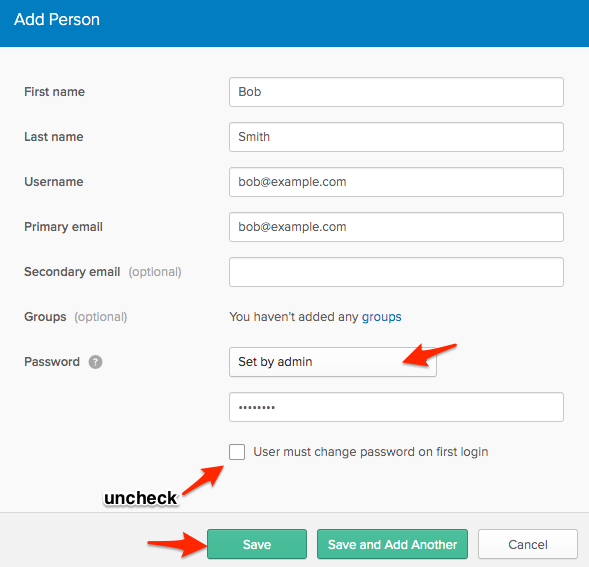 Add Person
First name Bob
Last name Smith
Username bob@example.com
Primary email bob@example.com
Secondary email (optional)
Groups (optional) You haven't added any groups
Password ? Set by admin
••••••••
User must change password on first login
uncheck
Save Save and Add Another Cancel